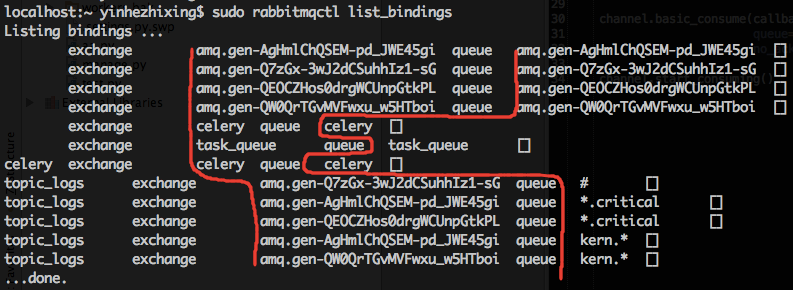 localhost:~ yinhezhixing$ sudo rabbitmqctl list_bindings
Listing bindings ...
exchange amq.gen-AgHmlChQSEM-pd_JWE45gi queue amq.gen-AgHmlChQSEM-pd_JWE45gi []
exchange amq.gen-Q7zGx-3wJ2dCSuhhIz1-sG queue amq.gen-Q7zGx-3wJ2dCSuhhIz1-sG []
exchange amq.gen-QEOCZHos0drgWCUnpGtkPL queue amq.gen-QEOCZHos0drgWCUnpGtkPL []
exchange amq.gen-QW0QrTGvMVFwxu_w5HTboi queue amq.gen-QW0QrTGvMVFwxu_w5HTboi []
exchange celery queue celery []
exchange task_queue queue task_queue []
celery exchange celery queue celery []
topic_logs exchange amq.gen-Q7zGx-3wJ2dCSuhhIz1-sG queue # []
topic_logs exchange amq.gen-AgHmlChQSEM-pd_JWE45gi queue *.critical []
topic_logs exchange amq.gen-QEOCZHos0drgWCUnpGtkPL queue *.critical []
topic_logs exchange amq.gen-AgHmlChQSEM-pd_JWE45gi queue kern.* []
topic_logs exchange amq.gen-QW0QrTGvMVFwxu_w5HTboi queue kern.* []
...done.
29
30
31
channel.basic_consume(callba
queue=
External Libraries